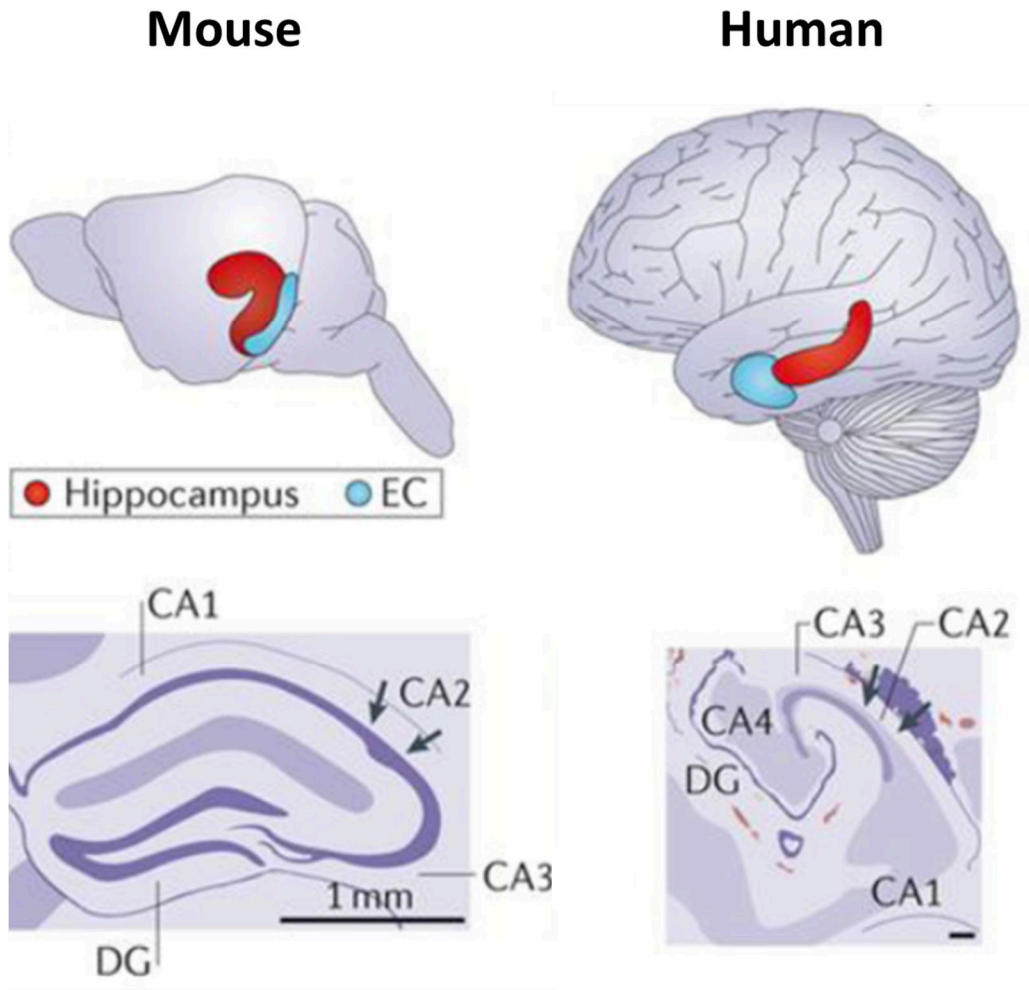 Mouse
Human
Hippocampus EC
CA1
CA2
CA3
1 mm
DG
CA3
CA2
CA4
DG
CA1